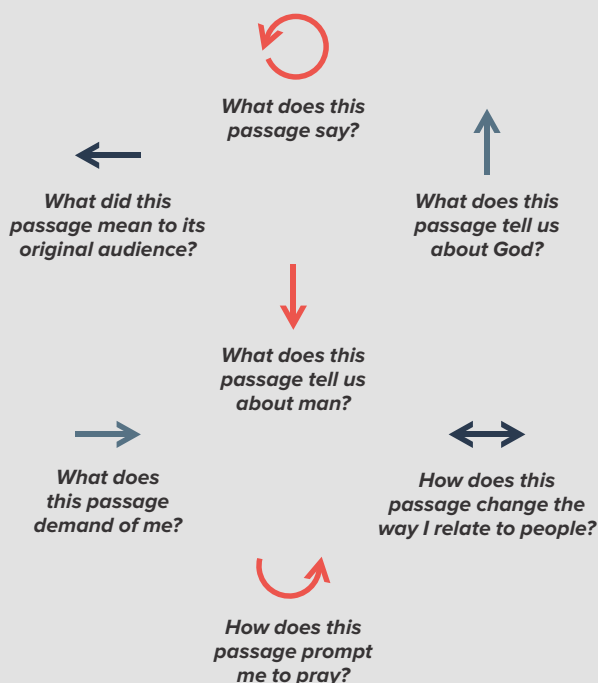 What does this
passage say?
What did this
passage mean to its
original audience?
What does this
passage tell us
about God?
What does this
passage tell us
about man?
What does
this passage
demand of me?
How does this
passage change the
way I relate to people?
How does this
passage prompt
me to pray?